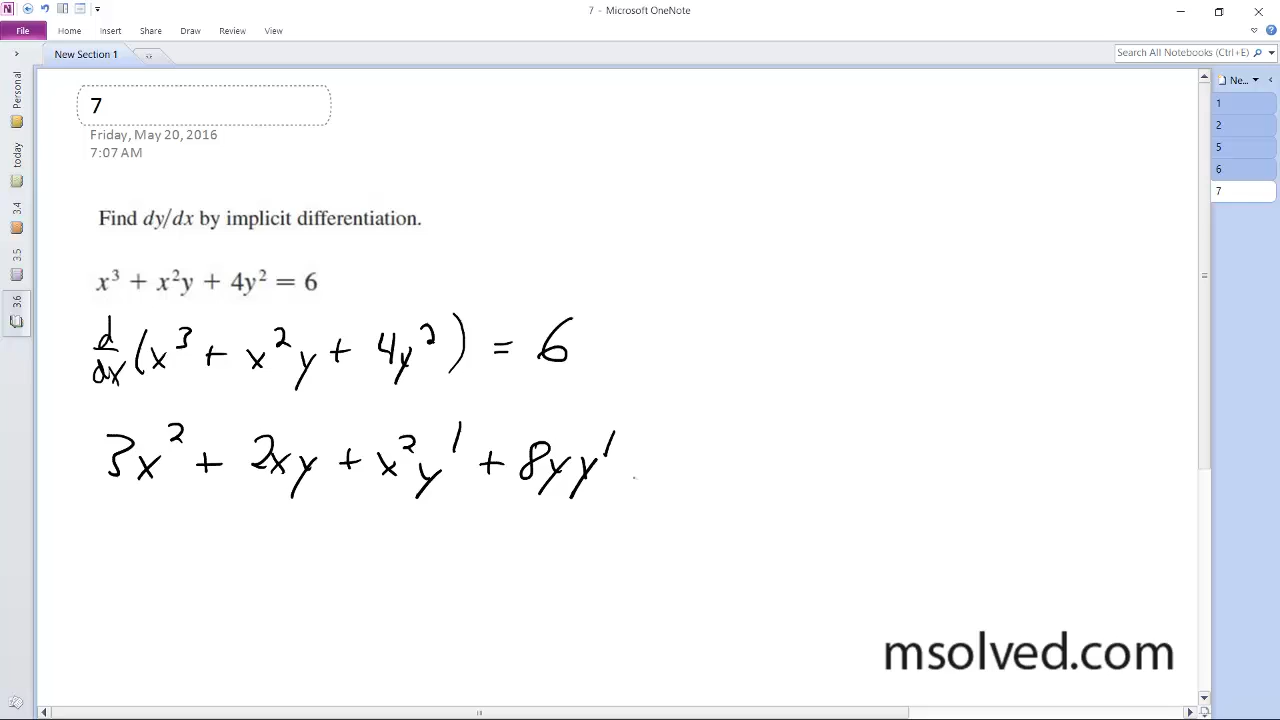 7 - Microsoft OneNote
File Home Insert Share Draw Review View
New Section 1
Search All Notebooks (Ctrl+E)
Ne...
1
2
5
6
7
Personal
today
3.4
3.5
3.6
7
Friday, May 20, 2016
7:07 AM
Find dy/dx by implicit differentiation.
x³ + x²y + 4y² = 6
d/dx (x³ + x²y + 4y²) = 6
3x² + 2xy + x²y' + 8yy'
msolved.com